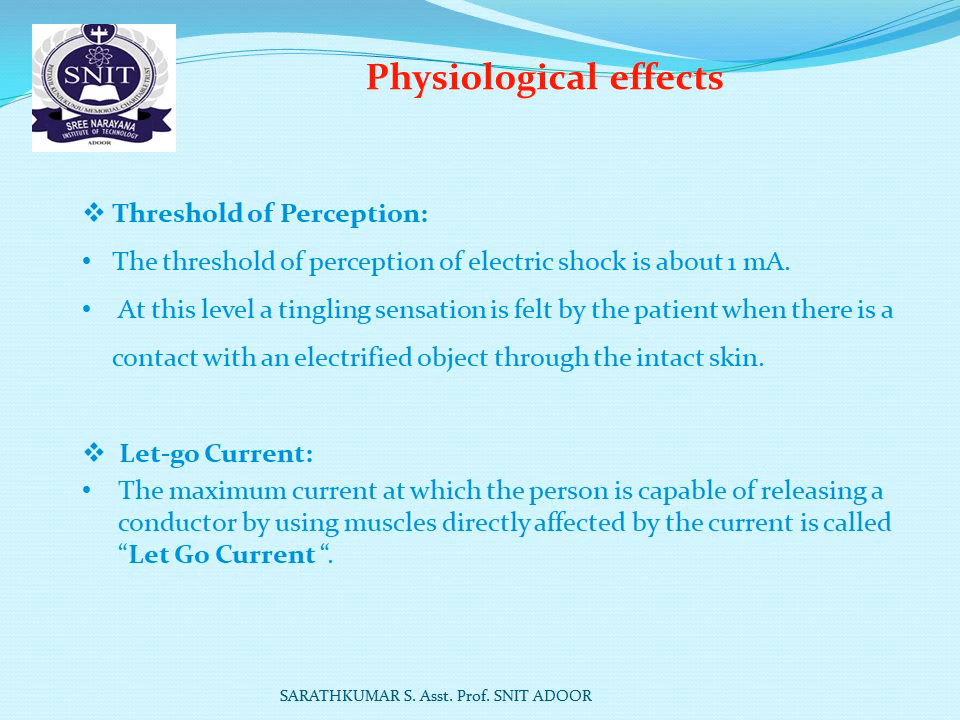 SNIT
SREE NARAYANA
INSTITUTE OF TECHNOLOGY
ADOOR
Physiological effects
❖ Threshold of Perception:
• The threshold of perception of electric shock is about 1 mA.
• At this level a tingling sensation is felt by the patient when there is a
contact with an electrified object through the intact skin.
❖ Let-go Current:
• The maximum current at which the person is capable of releasing a
conductor by using muscles directly affected by the current is called
“Let Go Current “.
SARATHKUMAR S. Asst. Prof. SNIT ADOOR